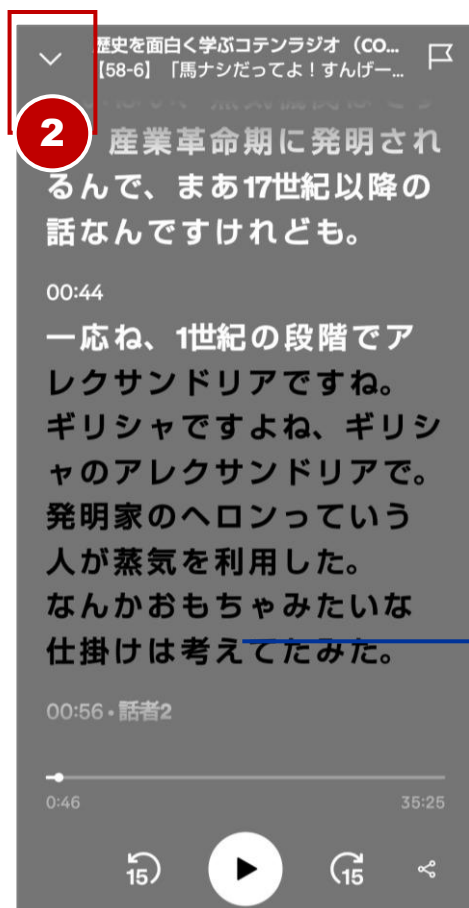 歴史を面白く学ぶコテンラジオ（CO...
【58-6】「馬ナシだってよ！すんげー...
2
産業革命期に発明され
るんで、まあ17世紀以降の
話なんですけれども。
00:44
一応ね、1世紀の段階でア
レクサンドリアですね。
ギリシャですよね、ギリシ
ャのアレクサンドリアで。
発明家のヘロンっていう
人が蒸気を利用した。
なんかおもちゃみたいな
仕掛けは考えてたみた。
00:56・話者2
0:46
35:25
15
15